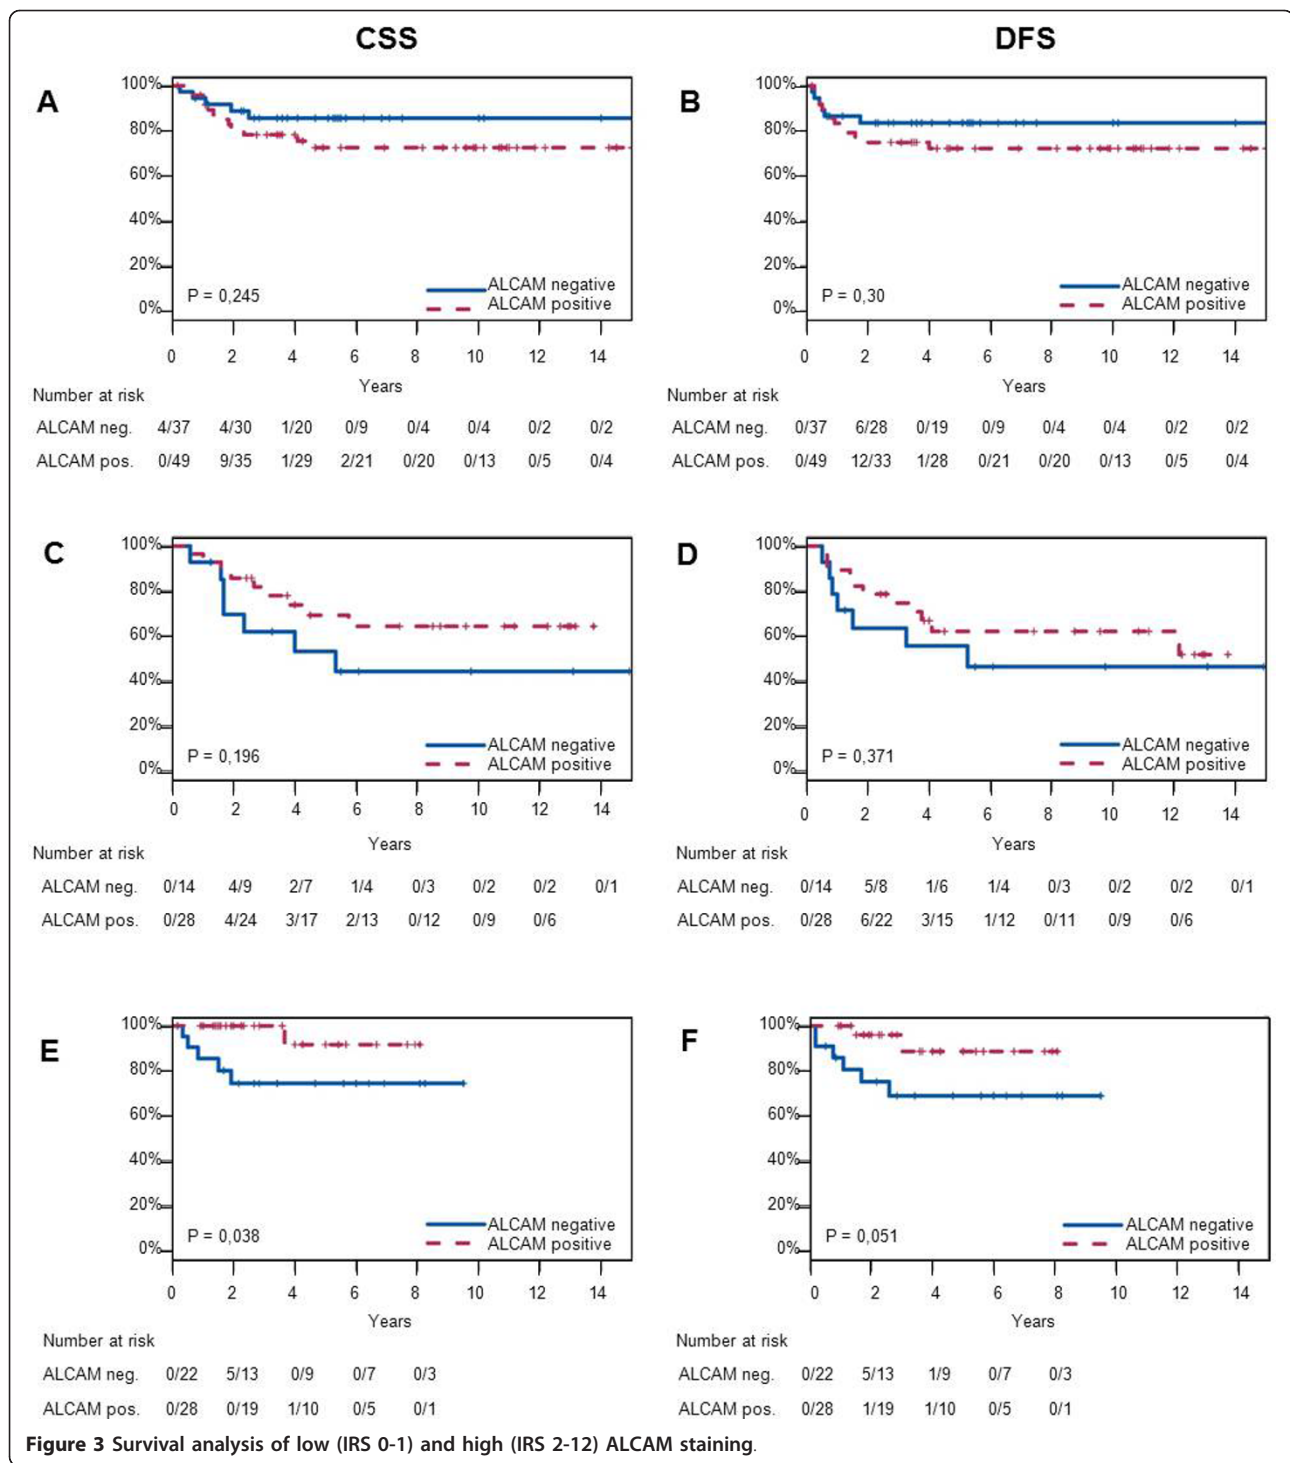 CSS DFS
A B
100% 100%
80% 80%
60% 60%
40% 40%
20% 20%
0% 0%
P = 0,245 ALCAM negative P = 0,30 ALCAM negative
ALCAM positive ALCAM positive
0 2 4 6 8 10 12 14 0 2 4 6 8 10 12 14
Years Years
Number at risk Number at risk
ALCAM neg. 4/37 4/30 1/20 0/9 0/4 0/4 0/2 0/2 ALCAM neg. 0/37 6/28 0/19 0/9 0/4 0/4 0/2 0/2
ALCAM pos. 0/49 9/35 1/29 2/21 0/20 0/13 0/5 0/4 ALCAM pos. 0/49 12/33 1/28 0/21 0/20 0/13 0/5 0/4
C D
100% 100%
80% 80%
60% 60%
40% 40%
20% 20%
0% 0%
P = 0,196 ALCAM negative P = 0,371 ALCAM negative
ALCAM positive ALCAM positive
0 2 4 6 8 10 12 14 0 2 4 6 8 10 12 14
Years Years
Number at risk Number at risk
ALCAM neg. 0/14 4/9 2/7 1/4 0/3 0/2 0/2 0/1 ALCAM neg. 0/14 5/8 1/6 1/4 0/3 0/2 0/2 0/1
ALCAM pos. 0/28 4/24 3/17 2/13 0/12 0/9 0/6 ALCAM pos. 0/28 6/22 3/15 1/12 0/11 0/9 0/6
E F
100% 100%
80% 80%
60% 60%
40% 40%
20% 20%
0% 0%
P = 0,038 ALCAM negative P = 0,051 ALCAM negative
ALCAM positive ALCAM positive
0 2 4 6 8 10 12 14 0 2 4 6 8 10 12 14
Years Years
Number at risk Number at risk
ALCAM neg. 0/22 5/13 0/9 0/7 0/3 ALCAM neg. 0/22 5/13 1/9 0/7 0/3
ALCAM pos. 0/28 0/19 1/10 0/5 0/1 ALCAM pos. 0/28 1/19 1/10 0/5 0/1
Figure 3 Survival analysis of low (IRS 0-1) and high (IRS 2-12) ALCAM staining.